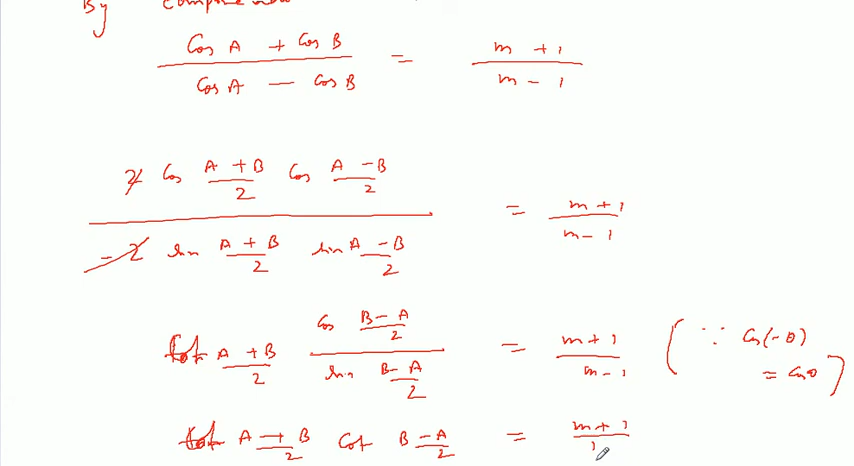 By componendo
Cos A + Cos B / Cos A - Cos B = m + 1 / m - 1
2 Cos A + B / 2 Cos A - B / 2 / -2 sin A + B / 2 sin A - B / 2 = m + 1 / m - 1
Cot A + B / 2 Cos B - A / 2 / sin B - A / 2 = m + 1 / m - 1 ( ∵ Cos(-θ) = Cosθ )
Cot A + B / 2 Cot B - A / 2 = m + 1 / 1